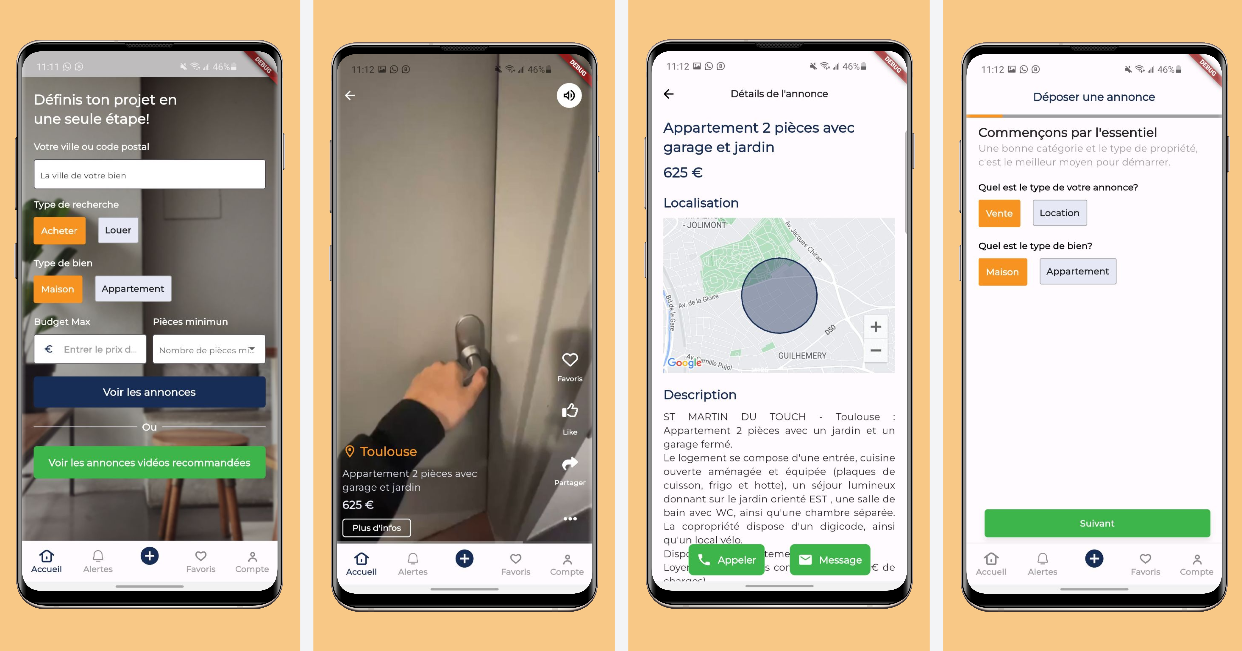 11:11 46%
DEBUG
Définis ton projet en
une seule étape!
Votre ville ou code postal
La ville de votre bien
Type de recherche
Acheter Louer
Type de bien
Maison Appartement
Budget Max Pièces minimun
€ Entrer le prix d... Nombre de pièces mi...
Voir les annonces
Ou
Voir les annonces vidéos recommandées
Accueil Alertes Favoris Compte
11:12 46%
DEBUG
Favoris
Like
Partager
Toulouse
Appartement 2 pièces avec
garage et jardin
625 €
Plus d'infos
Accueil Alertes Favoris Compte
11:12 46%
DEBUG
Détails de l'annonce
Appartement 2 pièces avec
garage et jardin
625 €
Localisation
- JOLIMONT
Av. Jacques Chirac
Av. de la Gloire
D50
GUILHEMERY
Google
Description
ST MARTIN DU TOUCH - Toulouse :
Appartement 2 pièces avec un jardin et un
garage fermé.
Le logement se compose d'une entrée, cuisine
ouverte aménagée et équipée (plaques de
cuisson, frigo et hotte), un séjour lumineux
donnant sur le jardin orienté EST , une salle de
bain avec WC, ainsi qu'une chambre séparée.
La copropriété dispose d'un digicode, ainsi
qu'un local vélo.
Appeler Message
€ de
charges)
11:12 46%
DEBUG
Déposer une annonce
Commençons par l'essentiel
Une bonne catégorie et le type de propriété,
c'est le meilleur moyen pour démarrer.
Quel est le type de votre annonce?
Vente Location
Quel est le type de bien?
Maison Appartement
Suivant
Accueil Alertes Favoris Compte